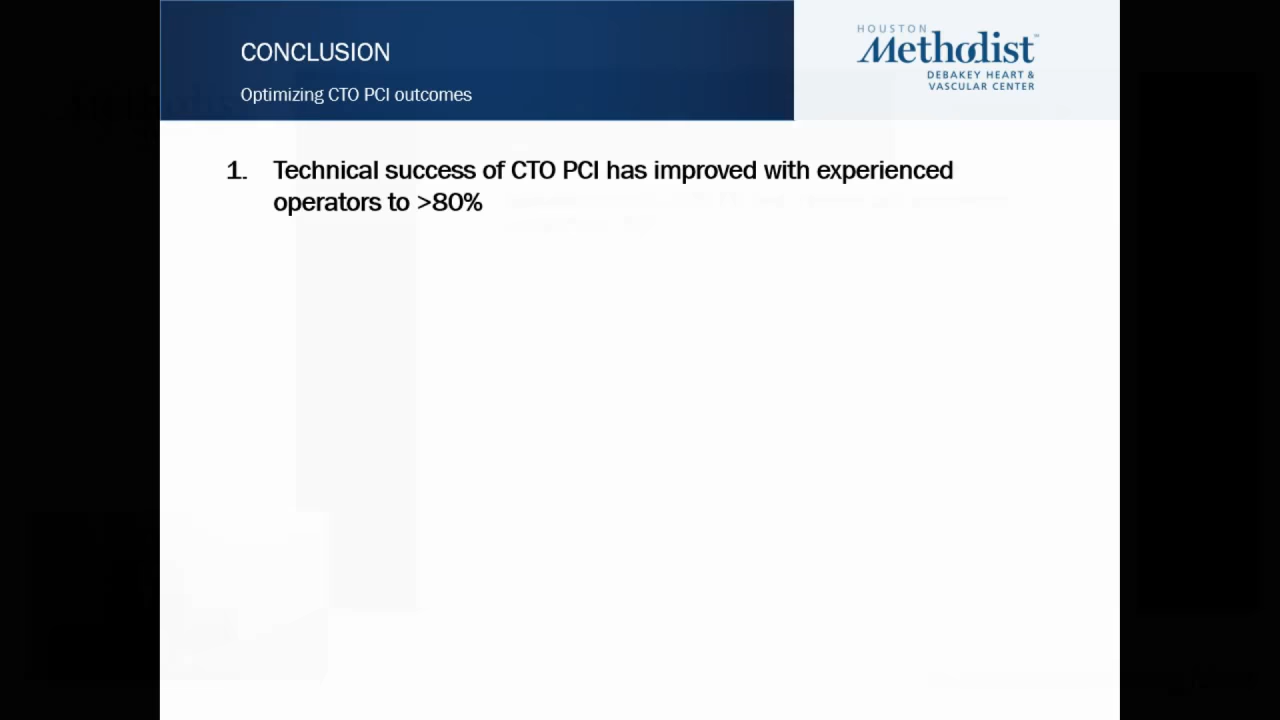 CONCLUSION
Optimizing CTO PCI outcomes
HOUSTON
Methodist™
DEBAKEY HEART &
VASCULAR CENTER
1. Technical success of CTO PCI has improved with experienced
operators to >80%